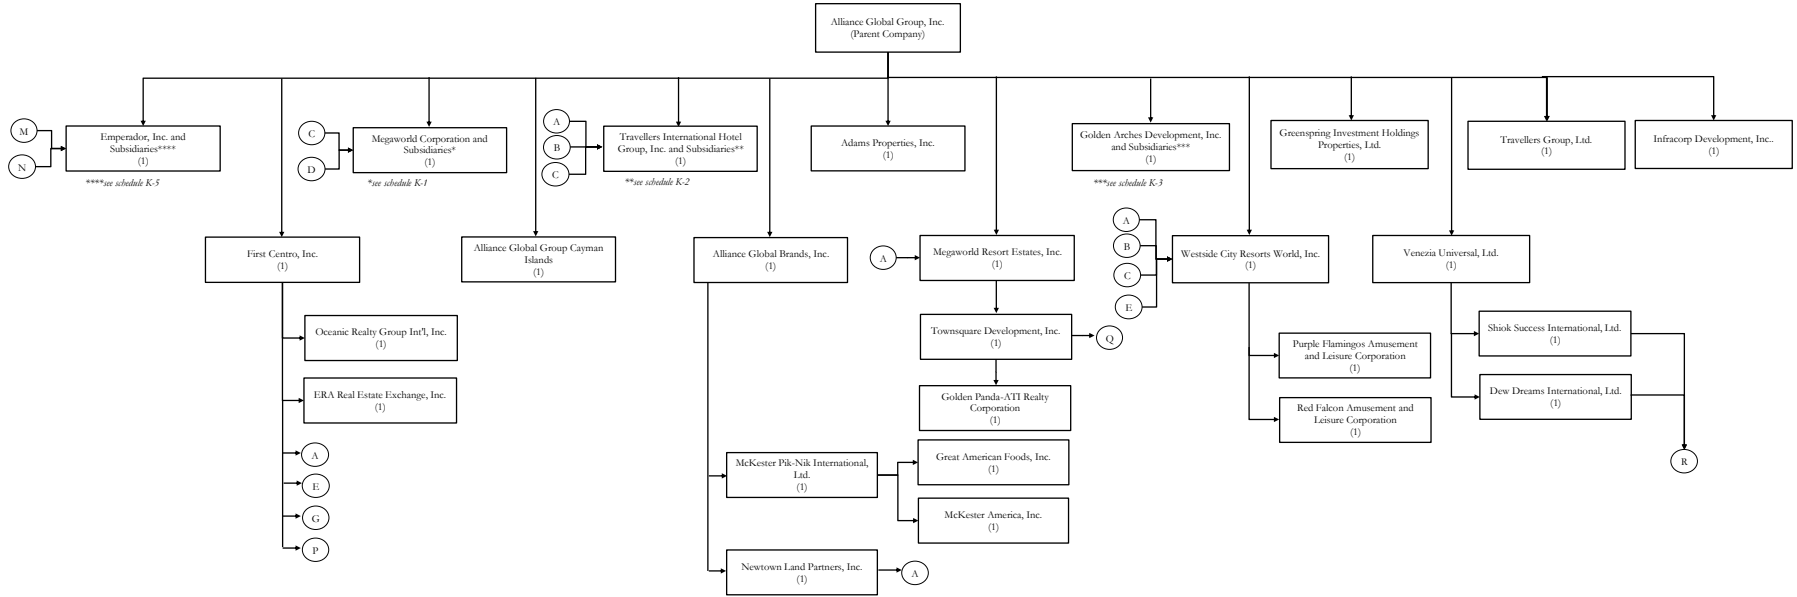 Alliance Global Group, Inc.
(Parent Company)
M
N
Emperador, Inc. and
Subsidiaries****
(1)
****see schedule K-5
C
D
Megaworld Corporation and
Subsidiaries*
(1)
*see schedule K-1
A
B
C
Travellers International Hotel
Group, Inc. and Subsidiaries**
(1)
**see schedule K-2
Adams Properties, Inc.
(1)
Golden Arches Development, Inc.
and Subsidiaries***
(1)
***see schedule K-3
Greenspring Investment Holdings
Properties, Ltd.
(1)
Travellers Group, Ltd.
(1)
Infracorp Development, Inc..
(1)
First Centro, Inc.
(1)
Alliance Global Group Cayman
Islands
(1)
Alliance Global Brands, Inc.
(1)
A
Megaworld Resort Estates, Inc.
(1)
A
B
C
E
Westside City Resorts World, Inc.
(1)
Venezia Universal, Ltd.
(1)
Oceanic Realty Group Int'l, Inc.
(1)
ERA Real Estate Exchange, Inc.
(1)
A
E
G
P
Townsquare Development, Inc.
(1)
Q
Golden Panda-ATI Realty
Corporation
(1)
Purple Flamingos Amusement
and Leisure Corporation
(1)
Red Falcon Amusement and
Leisure Corporation
(1)
Shiok Success International, Ltd.
(1)
Dew Dreams International, Ltd.
(1)
R
McKester Pik-Nik International,
Ltd.
(1)
Great American Foods, Inc.
(1)
McKester America, Inc.
(1)
Newtown Land Partners, Inc.
(1)
A